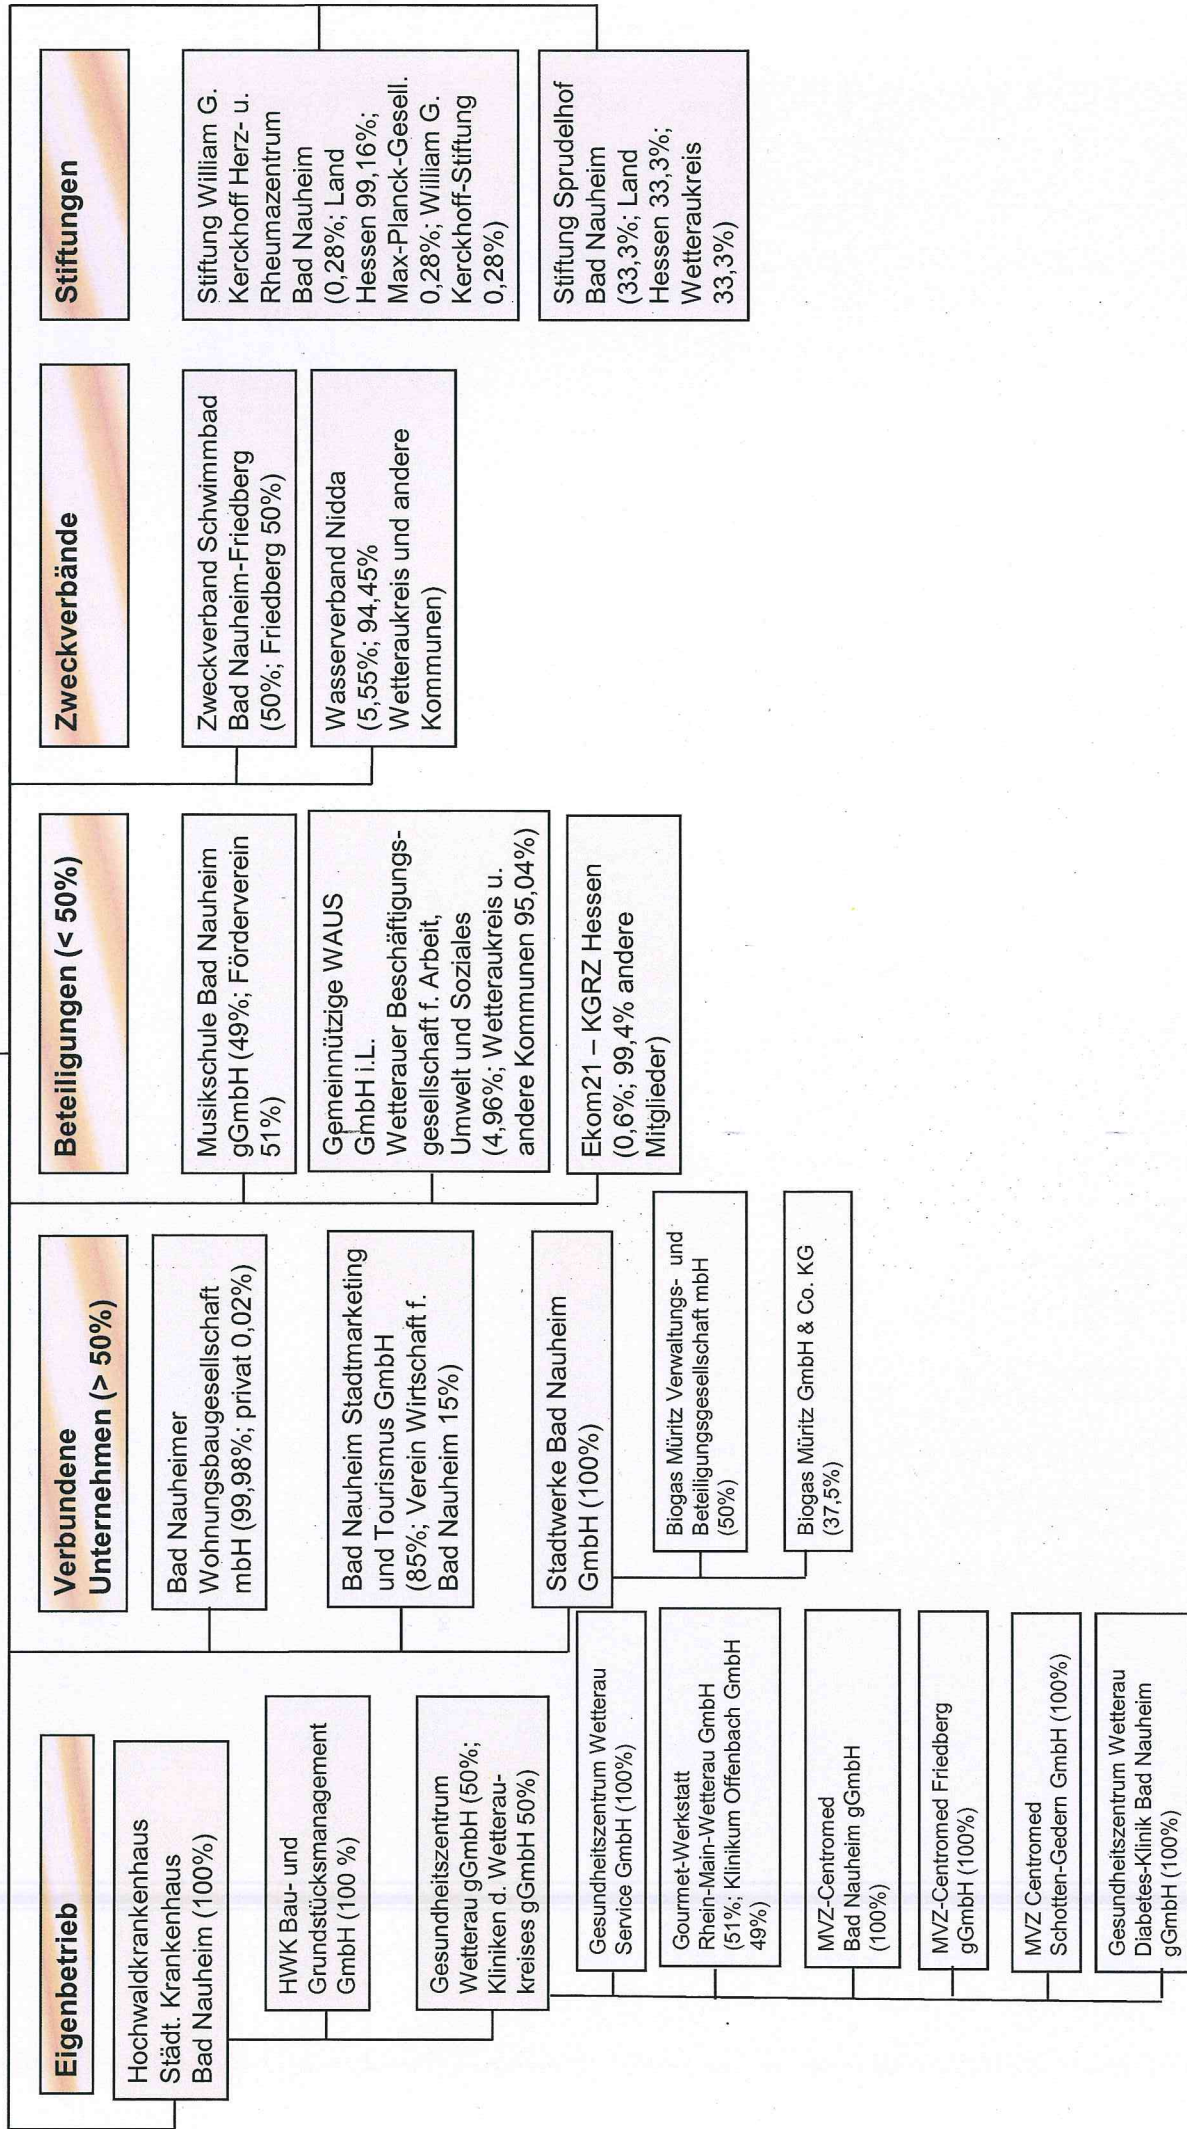 Eigenbetrieb
Hochwaldkrankenhaus
Städt. Krankenhaus
Bad Nauheim (100%)
HWK Bau- und
Grundstücksmanagement
GmbH (100 %)
Gesundheitszentrum
Wetterau gGmbH (50%;
Kliniken d. Wetterau-
kreises gGmbH 50%)
Gesundheitszentrum Wetterau
Service GmbH (100%)
Gourmet-Werkstatt
Rhein-Main-Wetterau GmbH
(51%; Klinikum Offenbach GmbH
49%)
MVZ-Centromed
Bad Nauheim gGmbH
(100%)
MVZ-Centromed Friedberg
gGmbH (100%)
MVZ Centromed
Schotten-Gedern GmbH (100%)
Gesundheitszentrum Wetterau
Diabetes-Klinik Bad Nauheim
gGmbH (100%)
Verbundene
Unternehmen (> 50%)
Bad Nauheimer
Wohnungsbaugesellschaft
mbH (99,98%; privat 0,02%)
Bad Nauheim Stadtmarketing
und Tourismus GmbH
(85%; Verein Wirtschaft f.
Bad Nauheim 15%)
Stadtwerke Bad Nauheim
GmbH (100%)
Biogas Müritz Verwaltungs- und
Beteiligungsgesellschaft mbH
(50%)
Biogas Müritz GmbH & Co. KG
(37,5%)
Beteiligungen (< 50%)
Musikschule Bad Nauheim
gGmbH (49%; Förderverein
51%)
Gemeinnützige WAUS
GmbH i.L.
Wetterauer Beschäftigungs-
gesellschaft f. Arbeit,
Umwelt und Soziales
(4,96%; Wetteraukreis u.
andere Kommunen 95,04%)
Ekom21 – KGRZ Hessen
(0,6%; 99,4% andere
Mitglieder)
Zweckverbände
Zweckverband Schwimmbad
Bad Nauheim-Friedberg
(50%; Friedberg 50%)
Wasserverband Nidda
(5,55%; 94,45%
Wetteraukreis und andere
Kommunen)
Stiftungen
Stiftung William G.
Kerckhoff Herz- u.
Rheumazentrum
Bad Nauheim
(0,28%; Land
Hessen 99,16%;
Max-Planck-Gesell.
0,28%; William G.
Kerckhoff-Stiftung
0,28%)
Stiftung Sprudelhof
Bad Nauheim
(33,3%; Land
Hessen 33,3%;
Wetteraukreis
33,3%)